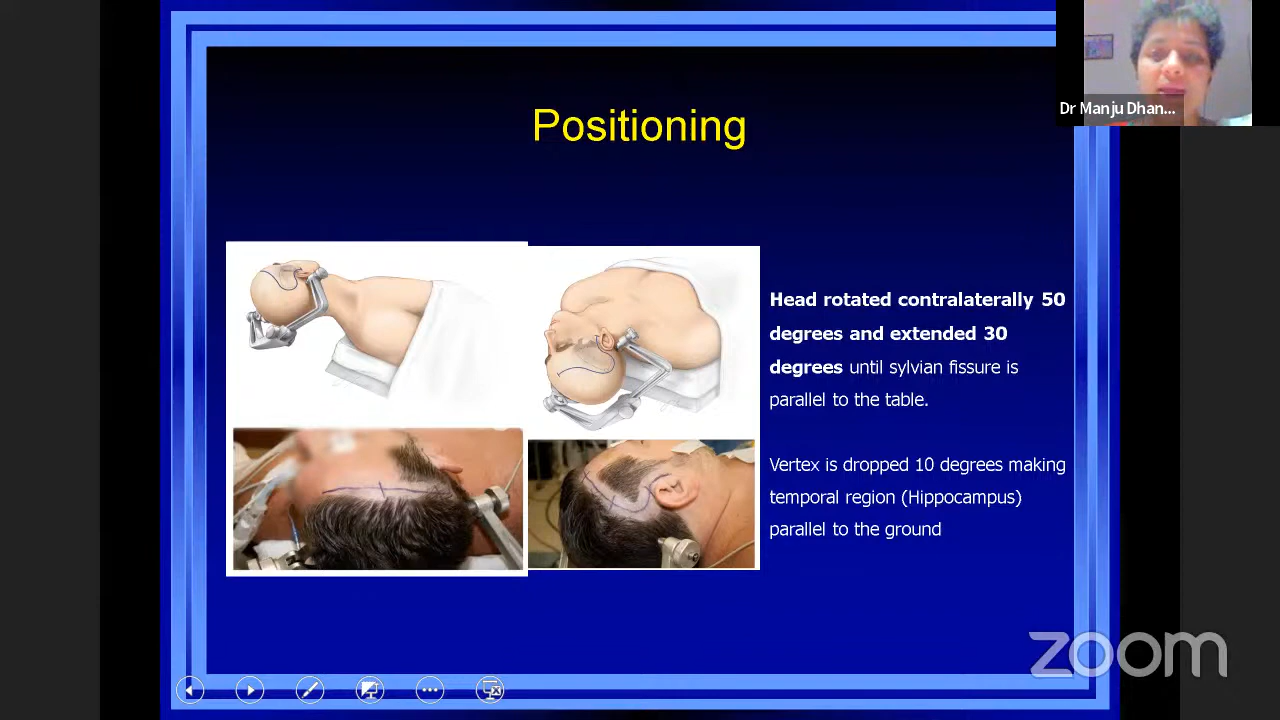 Dr Manju Dhan...
Positioning
Head rotated contralaterally 50
degrees and extended 30
degrees until sylvian fissure is
parallel to the table.
Vertex is dropped 10 degrees making
temporal region (Hippocampus)
parallel to the ground
zoom